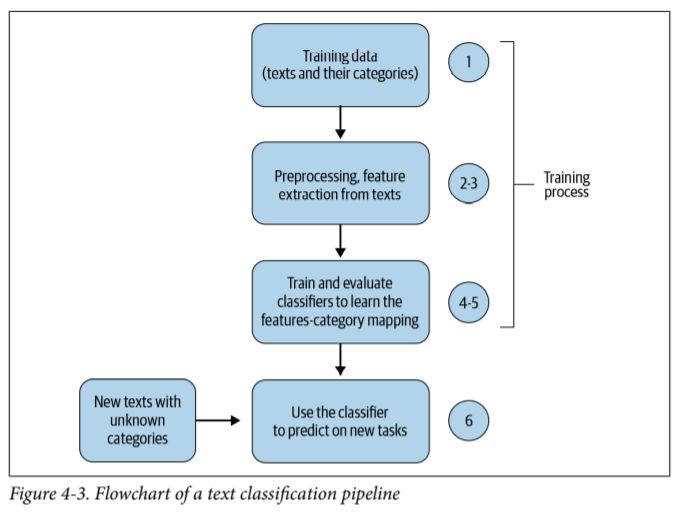 Training data
(texts and their categories)
1
Preprocessing, feature
extraction from texts
2-3
Training
process
Train and evaluate
classifiers to learn the
features-category mapping
4-5
New texts with
unknown
categories
Use the classifier
to predict on new tasks
6
Figure 4-3. Flowchart of a text classification pipeline